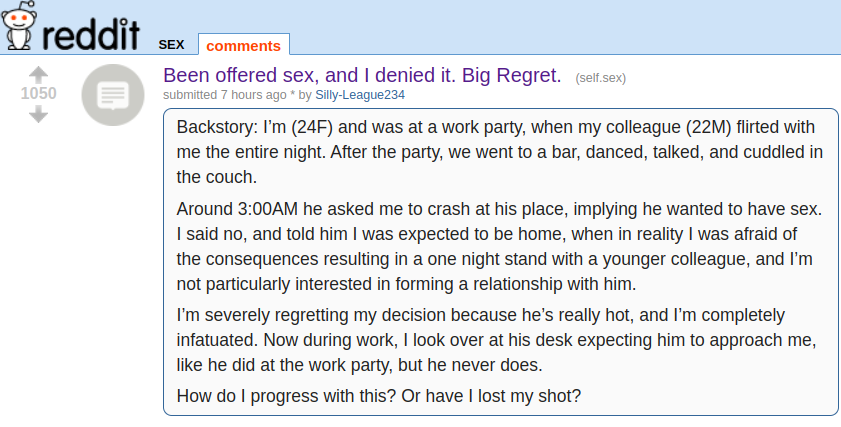 reddit SEX comments
Been offered sex, and I denied it. Big Regret. (self.sex)
1050
submitted 7 hours ago * by Silly-League234
Backstory: I’m (24F) and was at a work party, when my colleague (22M) flirted with
me the entire night. After the party, we went to a bar, danced, talked, and cuddled in
the couch.
Around 3:00AM he asked me to crash at his place, implying he wanted to have sex.
I said no, and told him I was expected to be home, when in reality I was afraid of
the consequences resulting in a one night stand with a younger colleague, and I’m
not particularly interested in forming a relationship with him.
I’m severely regretting my decision because he’s really hot, and I’m completely
infatuated. Now during work, I look over at his desk expecting him to approach me,
like he did at the work party, but he never does.
How do I progress with this? Or have I lost my shot?